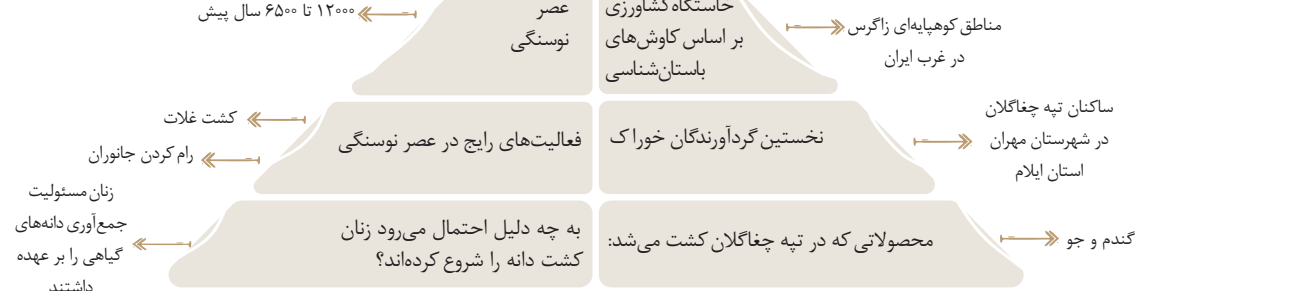 خاستگاه کشاورزی
بر اساس کاوش‌های
باستان‌شناسی
مناطق کوهپایه‌ای زاگرس
در غرب ایران
عصر
نوسنگی
۱۲۰۰۰ تا ۶۵۰۰ سال پیش
نخستین گردآورندگان خوراک
ساکنان تپه چغاگلان
در شهرستان مهران
استان ایلام
فعالیت‌های رایج در عصر نوسنگی
کشت غلات
رام کردن جانوران
محصولاتی که در تپه چغاگلان کشت می‌شد:
گندم و جو
به چه دلیل احتمال می‌رود زنان
کشت دانه را شروع کرده‌اند؟
زنان مسئولیت
جمع‌آوری دانه‌های
گیاهی را بر عهده
داشتند